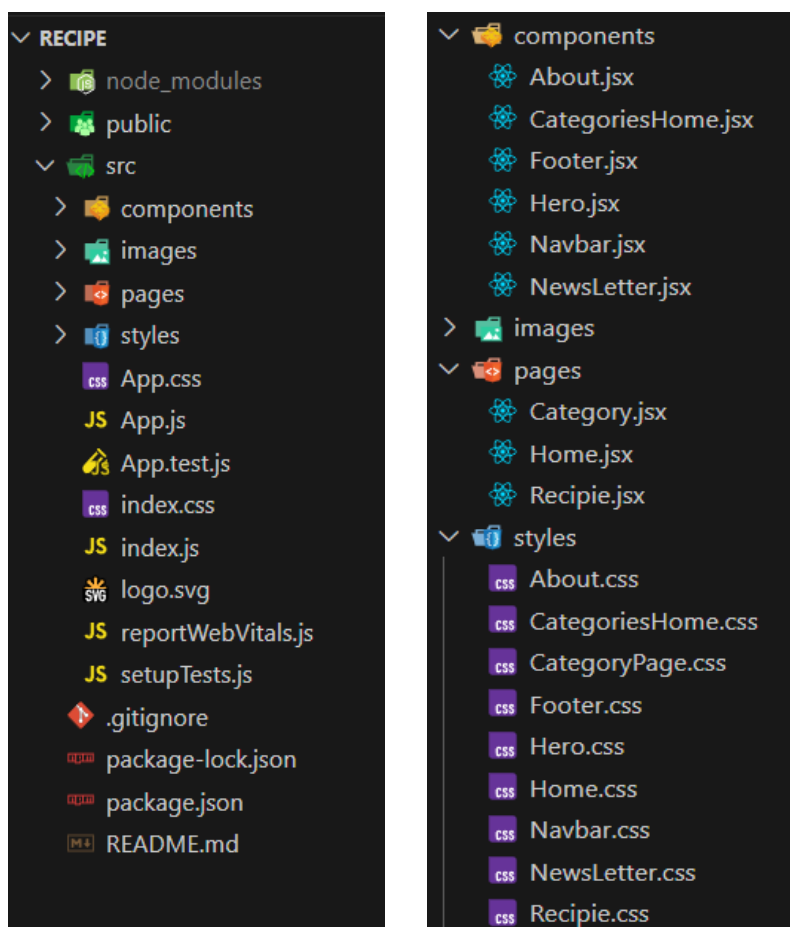 RECIPE
node_modules
public
src
components
images
pages
styles
App.css
App.js
App.test.js
index.css
index.js
logo.svg
reportWebVitals.js
setupTests.js
.gitignore
package-lock.json
package.json
README.md
components
About.jsx
CategoriesHome.jsx
Footer.jsx
Hero.jsx
Navbar.jsx
NewsLetter.jsx
images
pages
Category.jsx
Home.jsx
Recipie.jsx
styles
About.css
CategoriesHome.css
CategoryPage.css
Footer.css
Hero.css
Home.css
Navbar.css
NewsLetter.css
Recipie.css